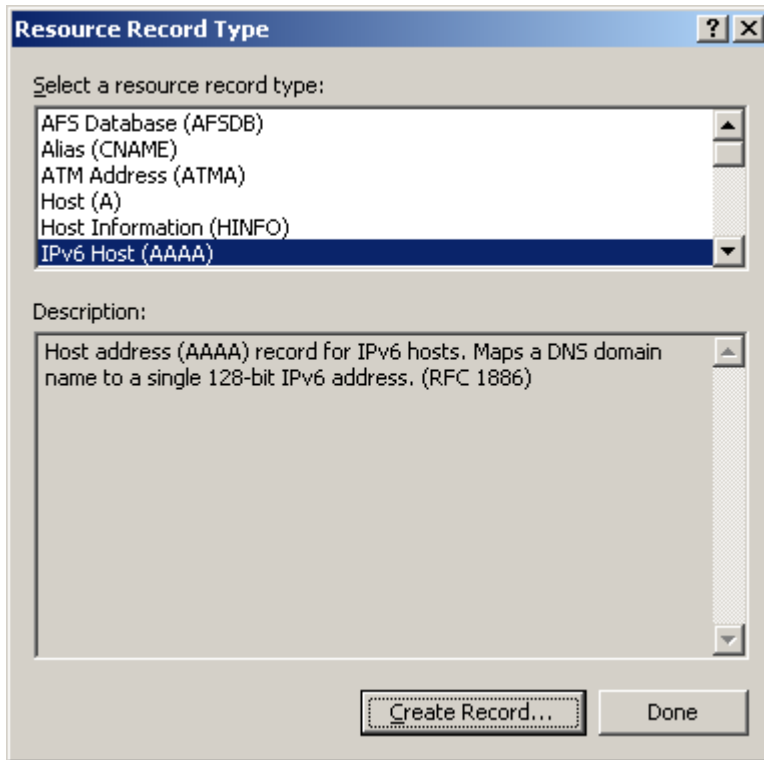 Resource Record Type
Select a resource record type:
AFS Database (AFSDB)
Alias (CNAME)
ATM Address (ATMA)
Host (A)
Host Information (HINFO)
IPv6 Host (AAAA)
Description:
Host address (AAAA) record for IPv6 hosts. Maps a DNS domain
name to a single 128-bit IPv6 address. (RFC 1886)
Create Record... Done